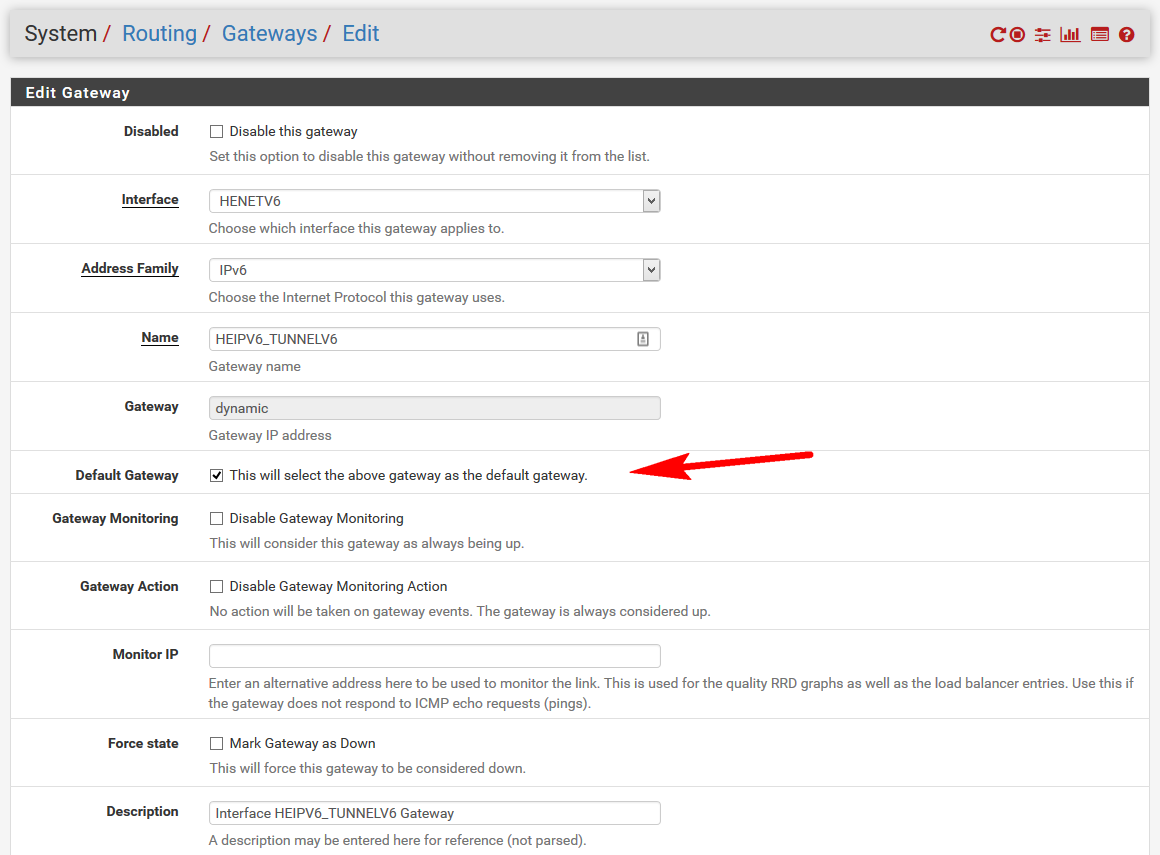 System / Routing / Gateways / Edit
Edit Gateway
Disabled
Disable this gateway
Set this option to disable this gateway without removing it from the list.
Interface
HENETV6
Choose which interface this gateway applies to.
Address Family
IPv6
Choose the Internet Protocol this gateway uses.
Name
HEIPV6_TUNNELV6
Gateway name
Gateway
dynamic
Gateway IP address
Default Gateway
This will select the above gateway as the default gateway.
Gateway Monitoring
Disable Gateway Monitoring
This will consider this gateway as always being up.
Gateway Action
Disable Gateway Monitoring Action
No action will be taken on gateway events. The gateway is always considered up.
Monitor IP
Enter an alternative address here to be used to monitor the link. This is used for the quality RRD graphs as well as the load balancer entries. Use this if
the gateway does not respond to ICMP echo requests (pings).
Force state
Mark Gateway as Down
This will force this gateway to be considered down.
Description
Interface HEIPV6_TUNNELV6 Gateway
A description may be entered here for reference (not parsed).